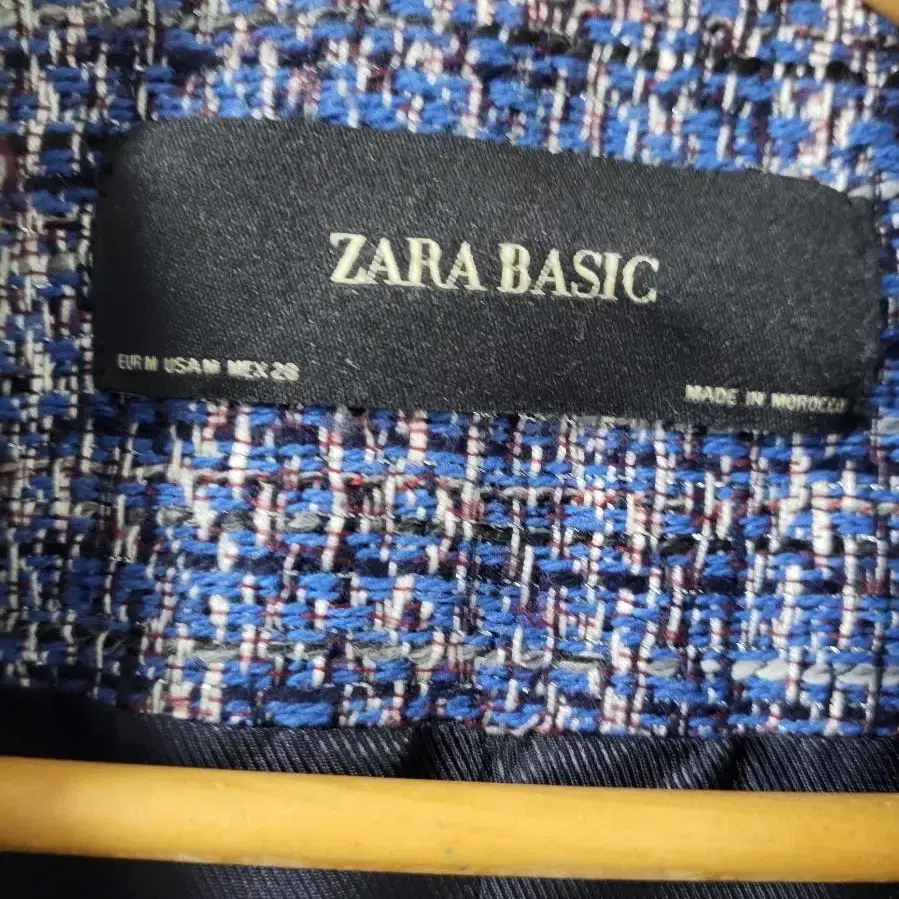 ZARA BASIC
EUR M USA M MEX 28
MADE IN MOROCCO